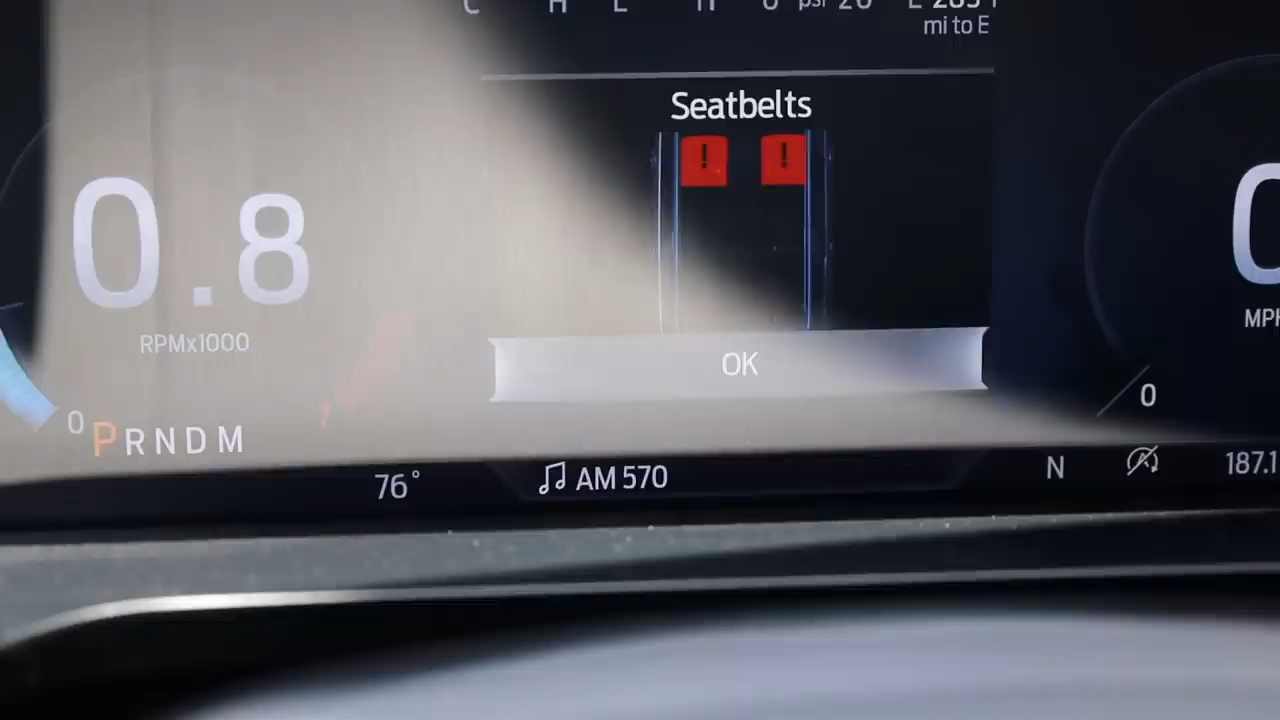 mi to E
Seatbelts
! !
0.8
RPMx1000
OK
MPH
0
0
PRNDM
76°
AM 570
N
187.1